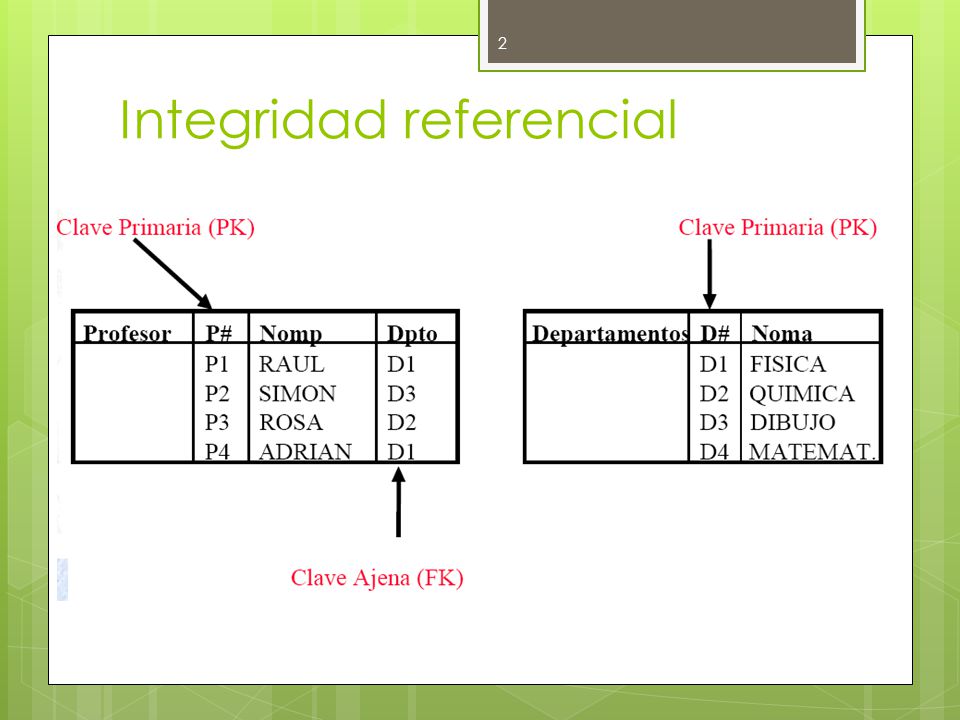 2
Integridad referencial
Clave Primaria (PK)
Clave Primaria (PK)
Profesor P# Nomp Dpto
P1 RAUL D1
P2 SIMON D3
P3 ROSA D2
P4 ADRIAN D1
Departamentos D# Noma
D1 FISICA
D2 QUIMICA
D3 DIBUJO
D4 MATEMAT.
Clave Ajena (FK)